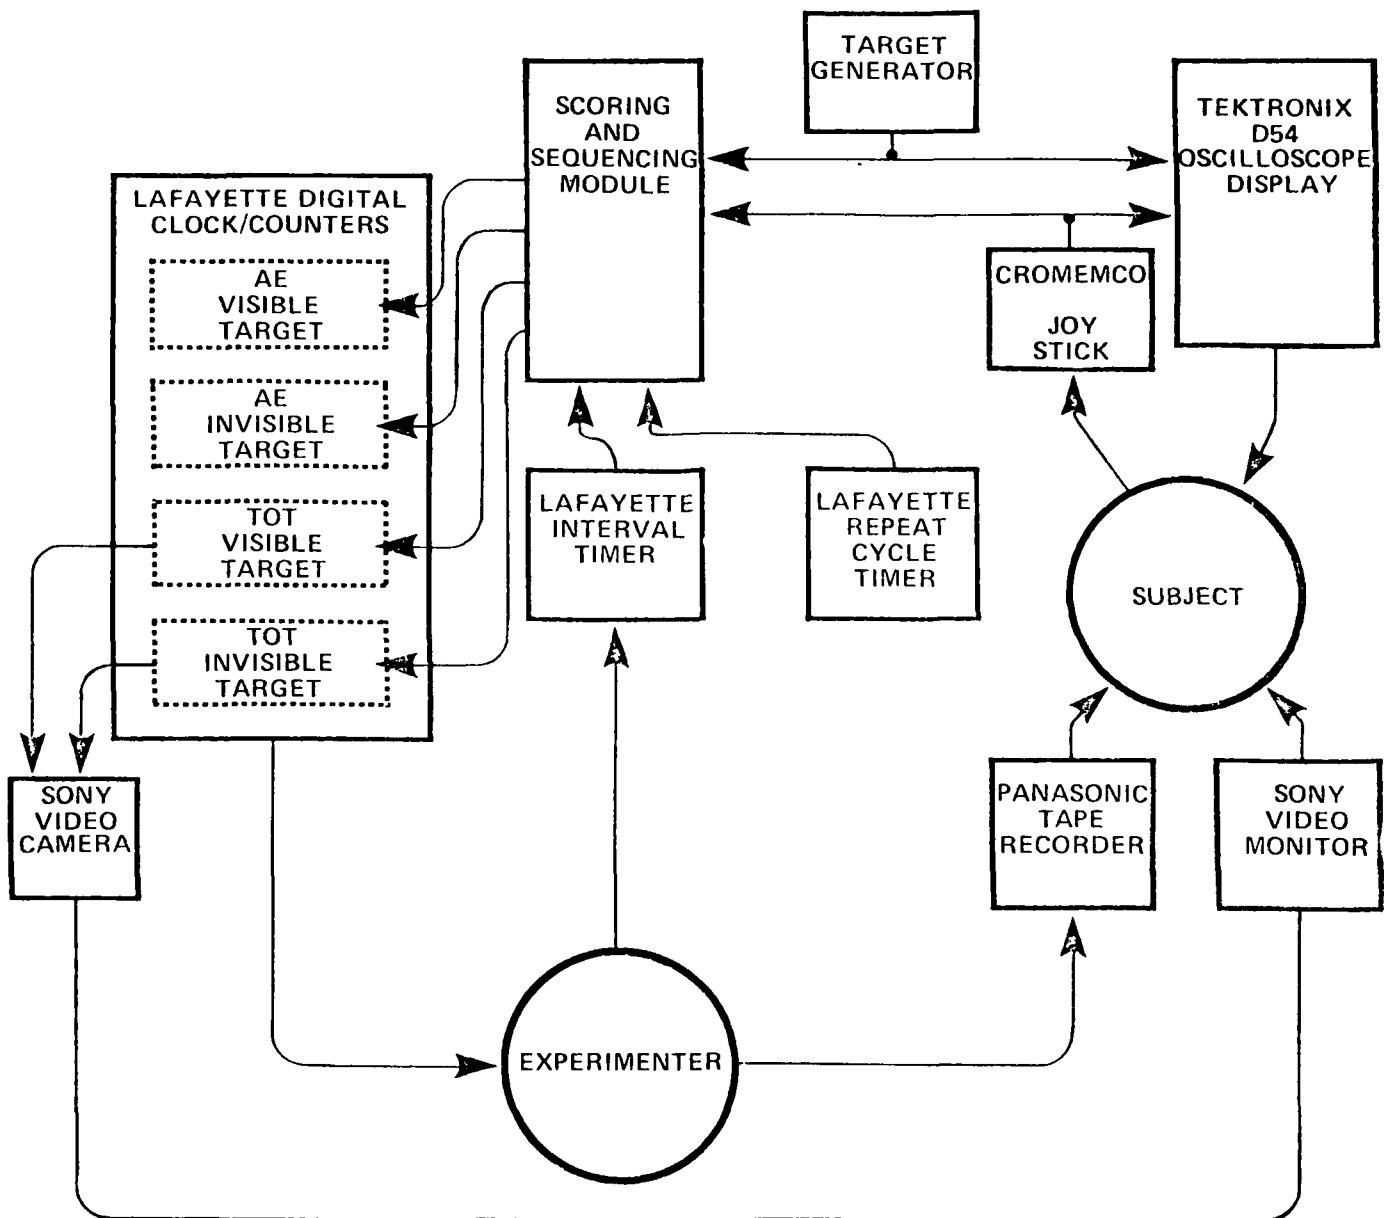 TARGET
GENERATOR
SCORING
AND
SEQUENCING
MODULE
TEKTRONIX
D54
OSCILLOSCOPE
DISPLAY
LAFAYETTE DIGITAL
CLOCK/COUNTERS
AE
VISIBLE
TARGET
AE
INVISIBLE
TARGET
TOT
VISIBLE
TARGET
TOT
INVISIBLE
TARGET
CROMEMCO
JOY
STICK
LAFAYETTE
INTERVAL
TIMER
LAFAYETTE
REPEAT
CYCLE
TIMER
SUBJECT
SONY
VIDEO
CAMERA
PANASONIC
TAPE
RECORDER
SONY
VIDEO
MONITOR
EXPERIMENTER